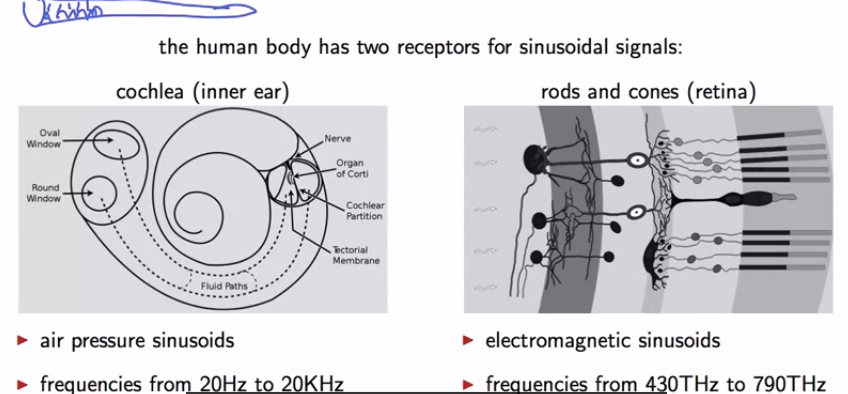 the human body has two receptors for sinusoidal signals:
cochlea (inner ear)
Oval
Window
Round
Window
Nerve
Organ
of Corti
Cochlear
Partition
Tectorial
Membrane
Fluid Paths
▶ air pressure sinusoids
▶ frequencies from 20Hz to 20KHz
rods and cones (retina)
▶ electromagnetic sinusoids
▶ frequencies from 430THz to 790THz